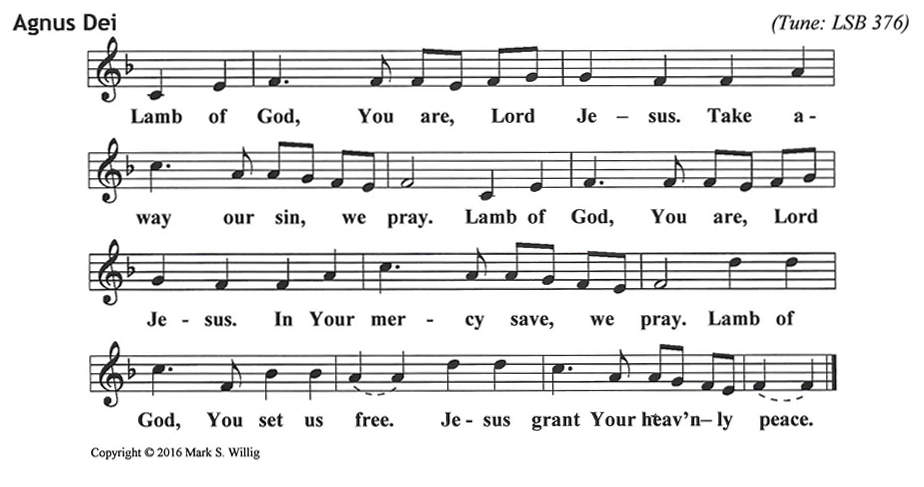 Agnus Dei (Tune: LSB 376)
Lamb of God, You are, Lord Je – sus. Take a -
way our sin, we pray. Lamb of God, You are, Lord
Je - sus. In Your mer - cy save, we pray. Lamb of
God, You set us free. Je - sus grant Your heav’n– ly peace.
Copyright © 2016 Mark S. Willig